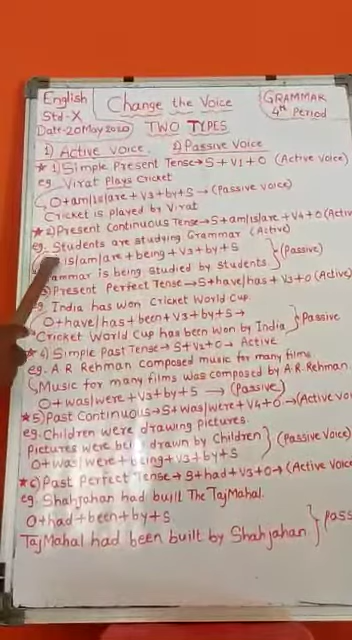 English
Std-X
Date-20 May 2020
Change the Voice
GRAMMAR
4th Period
TWO TYPES
1) Active Voice 2) Passive Voice
★ 1) Simple Present Tense→S+V1+O (Active Voice)
eg. Virat Plays Cricket
O+am/is/are+V3+by+S→(Passive Voice)
Cricket is played by Virat
★ 2) Present Continuous Tense→S+am/is/are+V4+O (Active
eg. Students are studying Grammar (Active)
is/am/are+being+V3+by+S
ammar is being studied by students. (Passive)
3) Present Perfect Tense→S+have/has+V3+O (Active
eg. India has won Cricket World Cup.
O+have/has+been+V3+by+S→
Cricket World Cup has been won by India Passive
★ 4) Simple Past Tense→S+V2+O→ Active
eg. A R Rehman composed music for many films
Music for many films was composed by A.R. Rehman
O+was/were+V3+by+S → (Passive)
★ 5) Past Continuous→S+was/were+V4+O→(Active Vo
eg. Children were drawing Pictures.
Pictures were being drawn by Children (Passive Voice)
O+was/were+being+V3+by+S
★ 6) Past Perfect Tense→S+had+V3+O→(Active Voice
eg. Shahjahan had built The TajMahal.
O+had+been+by+S
TajMahal had been built by Shahjahan (Pass